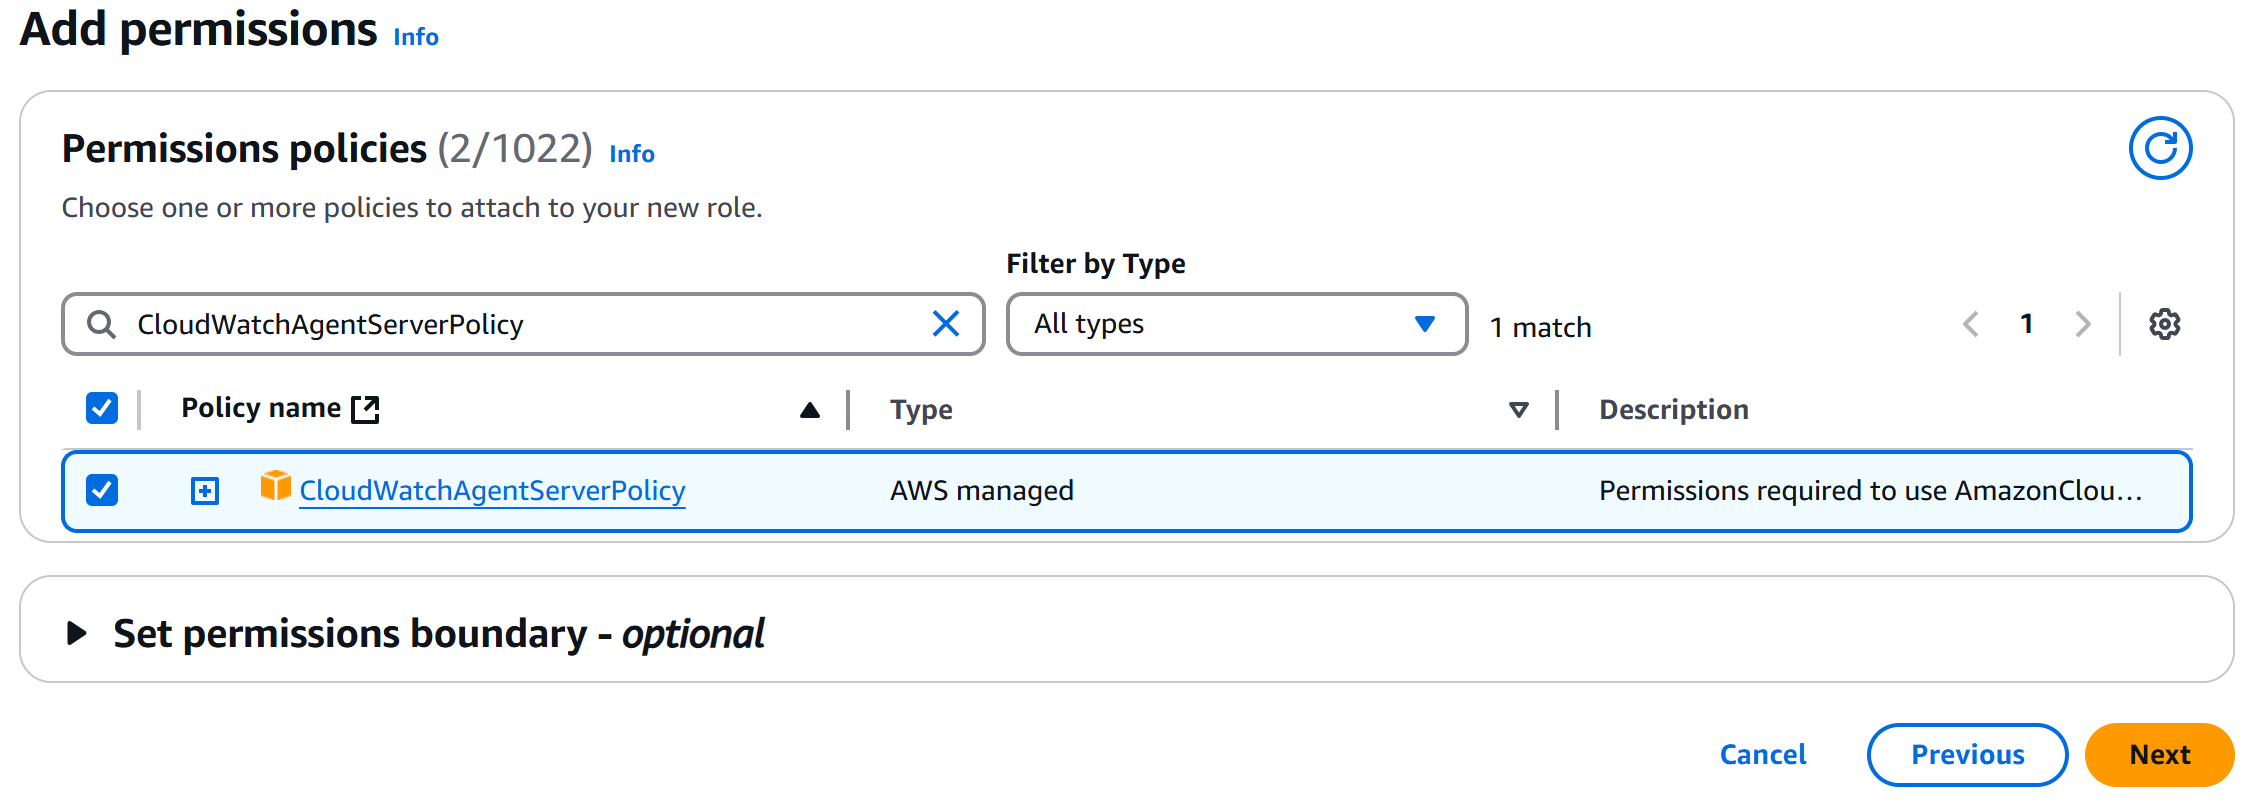 Add permissions Info
Permissions policies (2/1022) Info
Choose one or more policies to attach to your new role.
Filter by Type
CloudWatchAgentServerPolicy All types 1 match 1
Policy name Type Description
CloudWatchAgentServerPolicy AWS managed Permissions required to use AmazonClou...
Set permissions boundary - optional
Cancel Previous Next